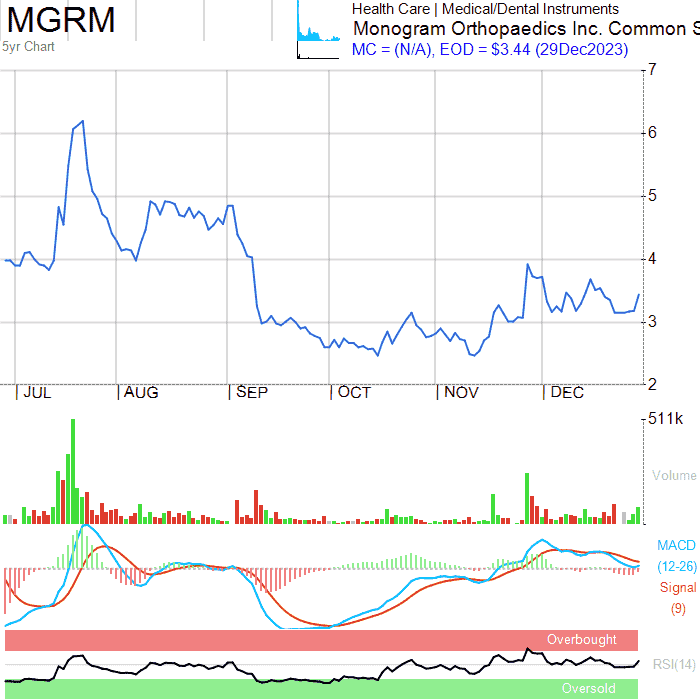 MGRM
5yr Chart
Health Care | Medical/Dental Instruments
Monogram Orthopaedics Inc. Common S
MC = (N/A), EOD = $3.44 (29Dec2023)
7
6
5
4
3
2
JUL AUG SEP OCT NOV DEC
511k
Volume
MACD
(12-26)
Signal
(9)
Overbought
RSI(14)
Oversold